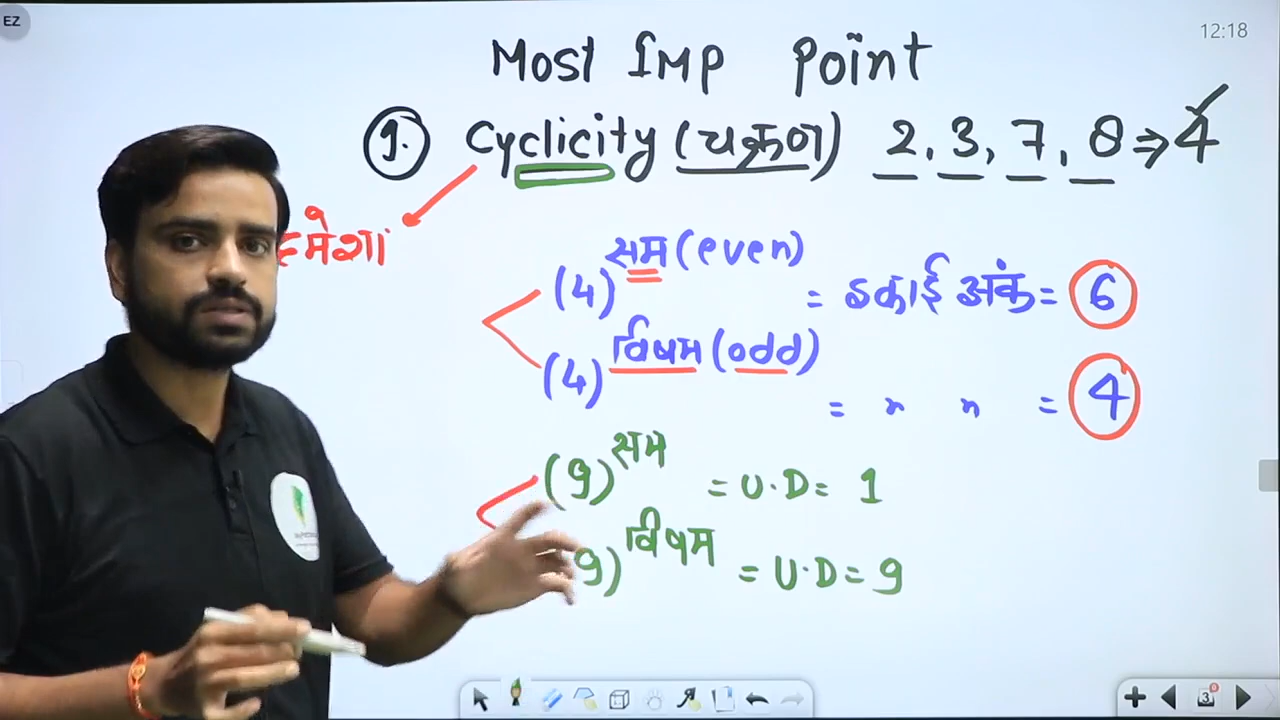 EZ
12:18
Most IMP Point
9. Cyclicity (चक्रण) 2, 3, 7, 8 ⇒ 4
हमेशा
(4)^सम (even) = इकाई अंक = 6
(4)^विषम (odd) = " " = 4
(9)^सम = U.D = 1
(9)^विषम = U.D = 9
3